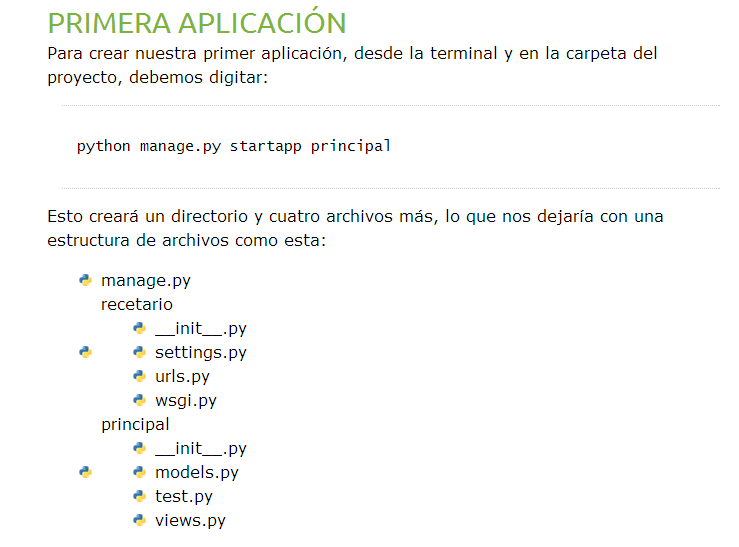 PRIMERA APLICACIÓN
Para crear nuestra primer aplicación, desde la terminal y en la carpeta del
proyecto, debemos digitar:
python manage.py startapp principal
Esto creará un directorio y cuatro archivos más, lo que nos dejaría con una
estructura de archivos como esta:
manage.py
recetario
__init__.py
settings.py
urls.py
wsgi.py
principal
__init__.py
models.py
test.py
views.py